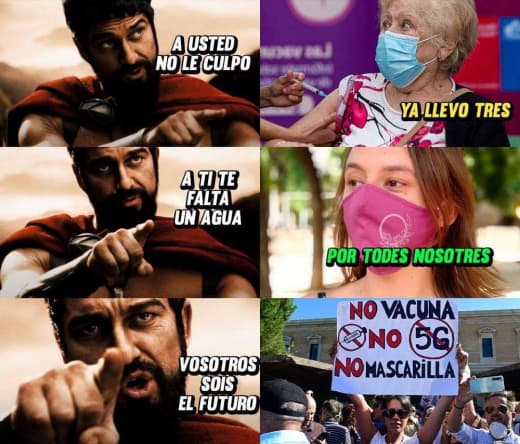 A USTED
NO LE CULPO
YA LLEVO TRES
A TI TE
FALTA
UN AGUA
POR TODES NOSOTRES
VOSOTROS
SOIS
EL FUTURO
NO VACUNA
NO 5G
NO MASCARILLA